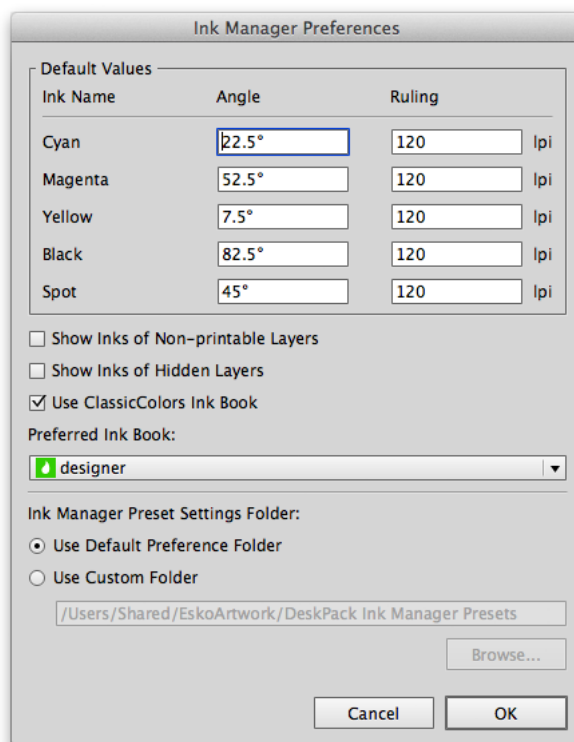 Ink Manager Preferences
Default Values
Ink Name Angle Ruling
Cyan 22.5° 120 lpi
Magenta 52.5° 120 lpi
Yellow 7.5° 120 lpi
Black 82.5° 120 lpi
Spot 45° 120 lpi
Show Inks of Non-printable Layers
Show Inks of Hidden Layers
Use ClassicColors Ink Book
Preferred Ink Book:
designer
Ink Manager Preset Settings Folder:
Use Default Preference Folder
Use Custom Folder
/Users/Shared/EskoArtwork/DeskPack Ink Manager Presets
Browse...
Cancel OK